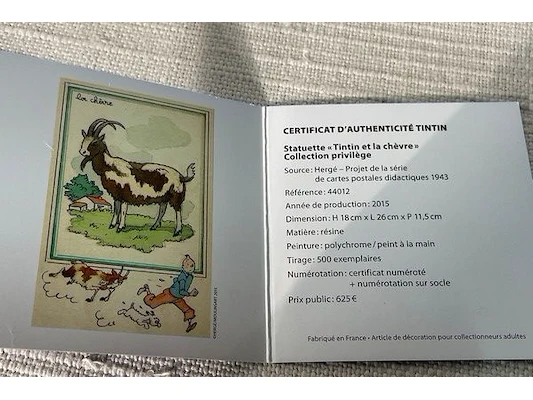 la chèvre
©HERGÉ/MOULINSART 2015
CERTIFICAT D'AUTHENTICITÉ TINTIN
Statuette « Tintin et la chèvre »
Collection privilège
Source : Hergé – Projet de la série
de cartes postales didactiques 1943
Référence : 44012
Année de production : 2015
Dimension : H 18 cm x L 26 cm x P 11,5 cm
Matière : résine
Peinture : polychrome / peint à la main
Tirage : 500 exemplaires
Numérotation : certificat numéroté
+ numérotation sur socle
Prix public : 625 €
Fabriqué en France • Article de décoration pour collectionneurs adultes